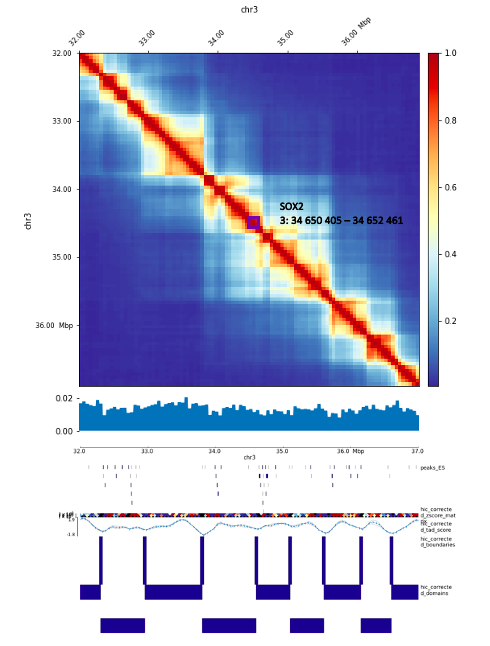 chr3
32.00 33.00 34.00 35.00 36.00 Mbp
32.00
33.00
34.00
35.00
36.00 Mbp
chr3
SOX2
3: 34 650 405 – 34 652 461
1.0
0.8
0.6
0.4
0.2
0.02
0.00
32.0 33.0 34.0 35.0 36.0 Mbp 37.0
chr3
peaks_ES
hic_correcte
d_zscore_mat
hic_correcte
d_tad_score
hic_correcte
d_boundaries
hic_correcte
d_domains